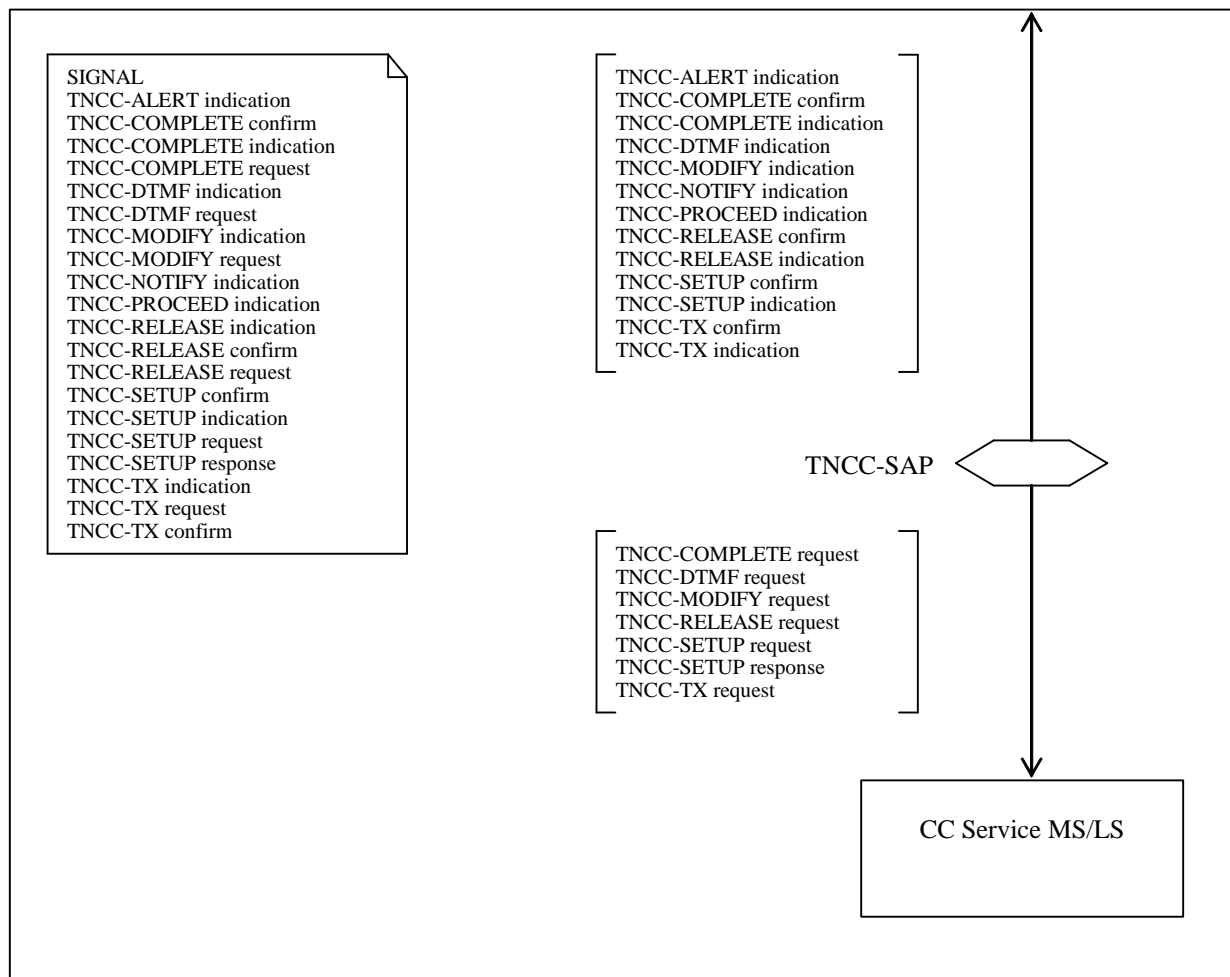 SIGNAL
TNCC-ALERT indication
TNCC-COMPLETE confirm
TNCC-COMPLETE indication
TNCC-COMPLETE request
TNCC-DTMF indication
TNCC-DTMF request
TNCC-MODIFY indication
TNCC-MODIFY request
TNCC-NOTIFY indication
TNCC-PROCEED indication
TNCC-RELEASE indication
TNCC-RELEASE confirm
TNCC-RELEASE request
TNCC-SETUP confirm
TNCC-SETUP indication
TNCC-SETUP request
TNCC-SETUP response
TNCC-TX indication
TNCC-TX request
TNCC-TX confirm
TNCC-ALERT indication
TNCC-COMPLETE confirm
TNCC-COMPLETE indication
TNCC-DTMF indication
TNCC-MODIFY indication
TNCC-NOTIFY indication
TNCC-PROCEED indication
TNCC-RELEASE confirm
TNCC-RELEASE indication
TNCC-SETUP confirm
TNCC-SETUP indication
TNCC-TX confirm
TNCC-TX indication
TNCC-SAP
TNCC-COMPLETE request
TNCC-DTMF request
TNCC-MODIFY request
TNCC-RELEASE request
TNCC-SETUP request
TNCC-SETUP response
TNCC-TX request
CC Service MS/LS